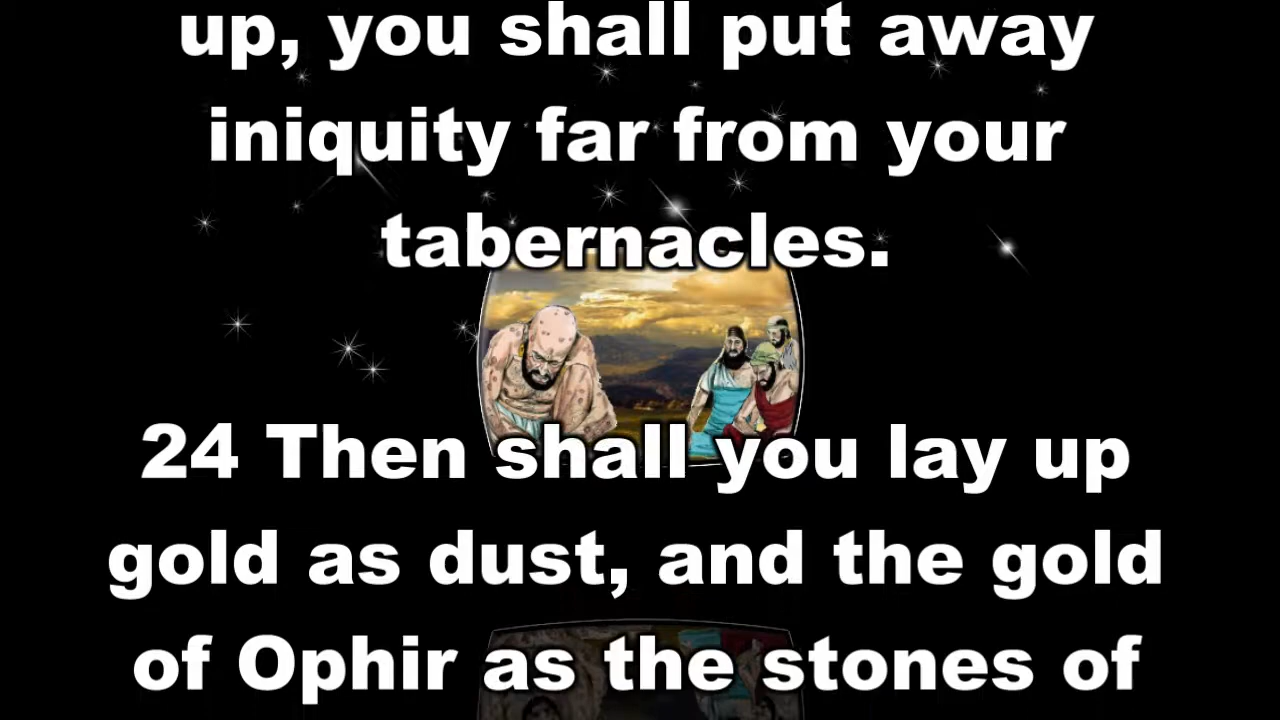 up, you shall put away
iniquity far from your
tabernacles.
24 Then shall you lay up
gold as dust, and the gold
of Ophir as the stones of